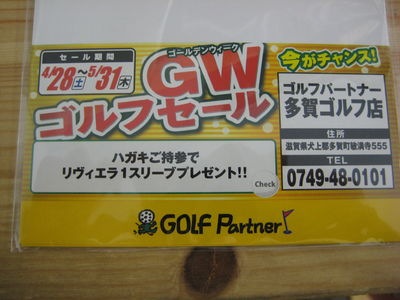 セール期間
4/28土〜5/31木
ゴールデンウィーク
GW
ゴルフセール
今がチャンス!
ゴルフパートナー
多賀ゴルフ店
住所
滋賀県犬上郡多賀町敏満寺555
TEL
0749-48-0101
ハガキご持参で
リヴィエラ1スリーブプレゼント!!
Check
GOLF Partner